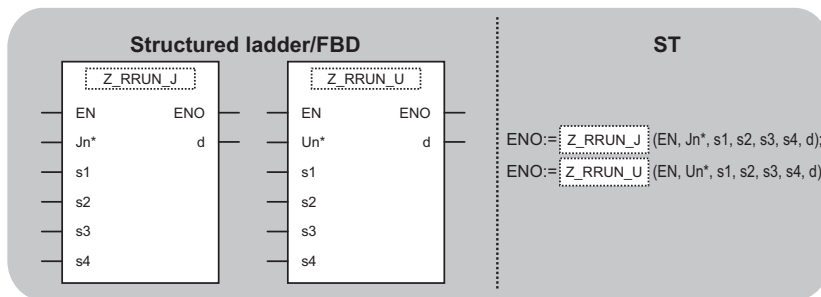 Structured ladder/FBD
Z_RRUN_J
EN ENO
Jn* d
s1
s2
s3
s4
Z_RRUN_U
EN ENO
Un* d
s1
s2
s3
s4
ST
ENO:= Z_RRUN_J (EN, Jn*, s1, s2, s3, s4, d);
ENO:= Z_RRUN_U (EN, Un*, s1, s2, s3, s4, d)